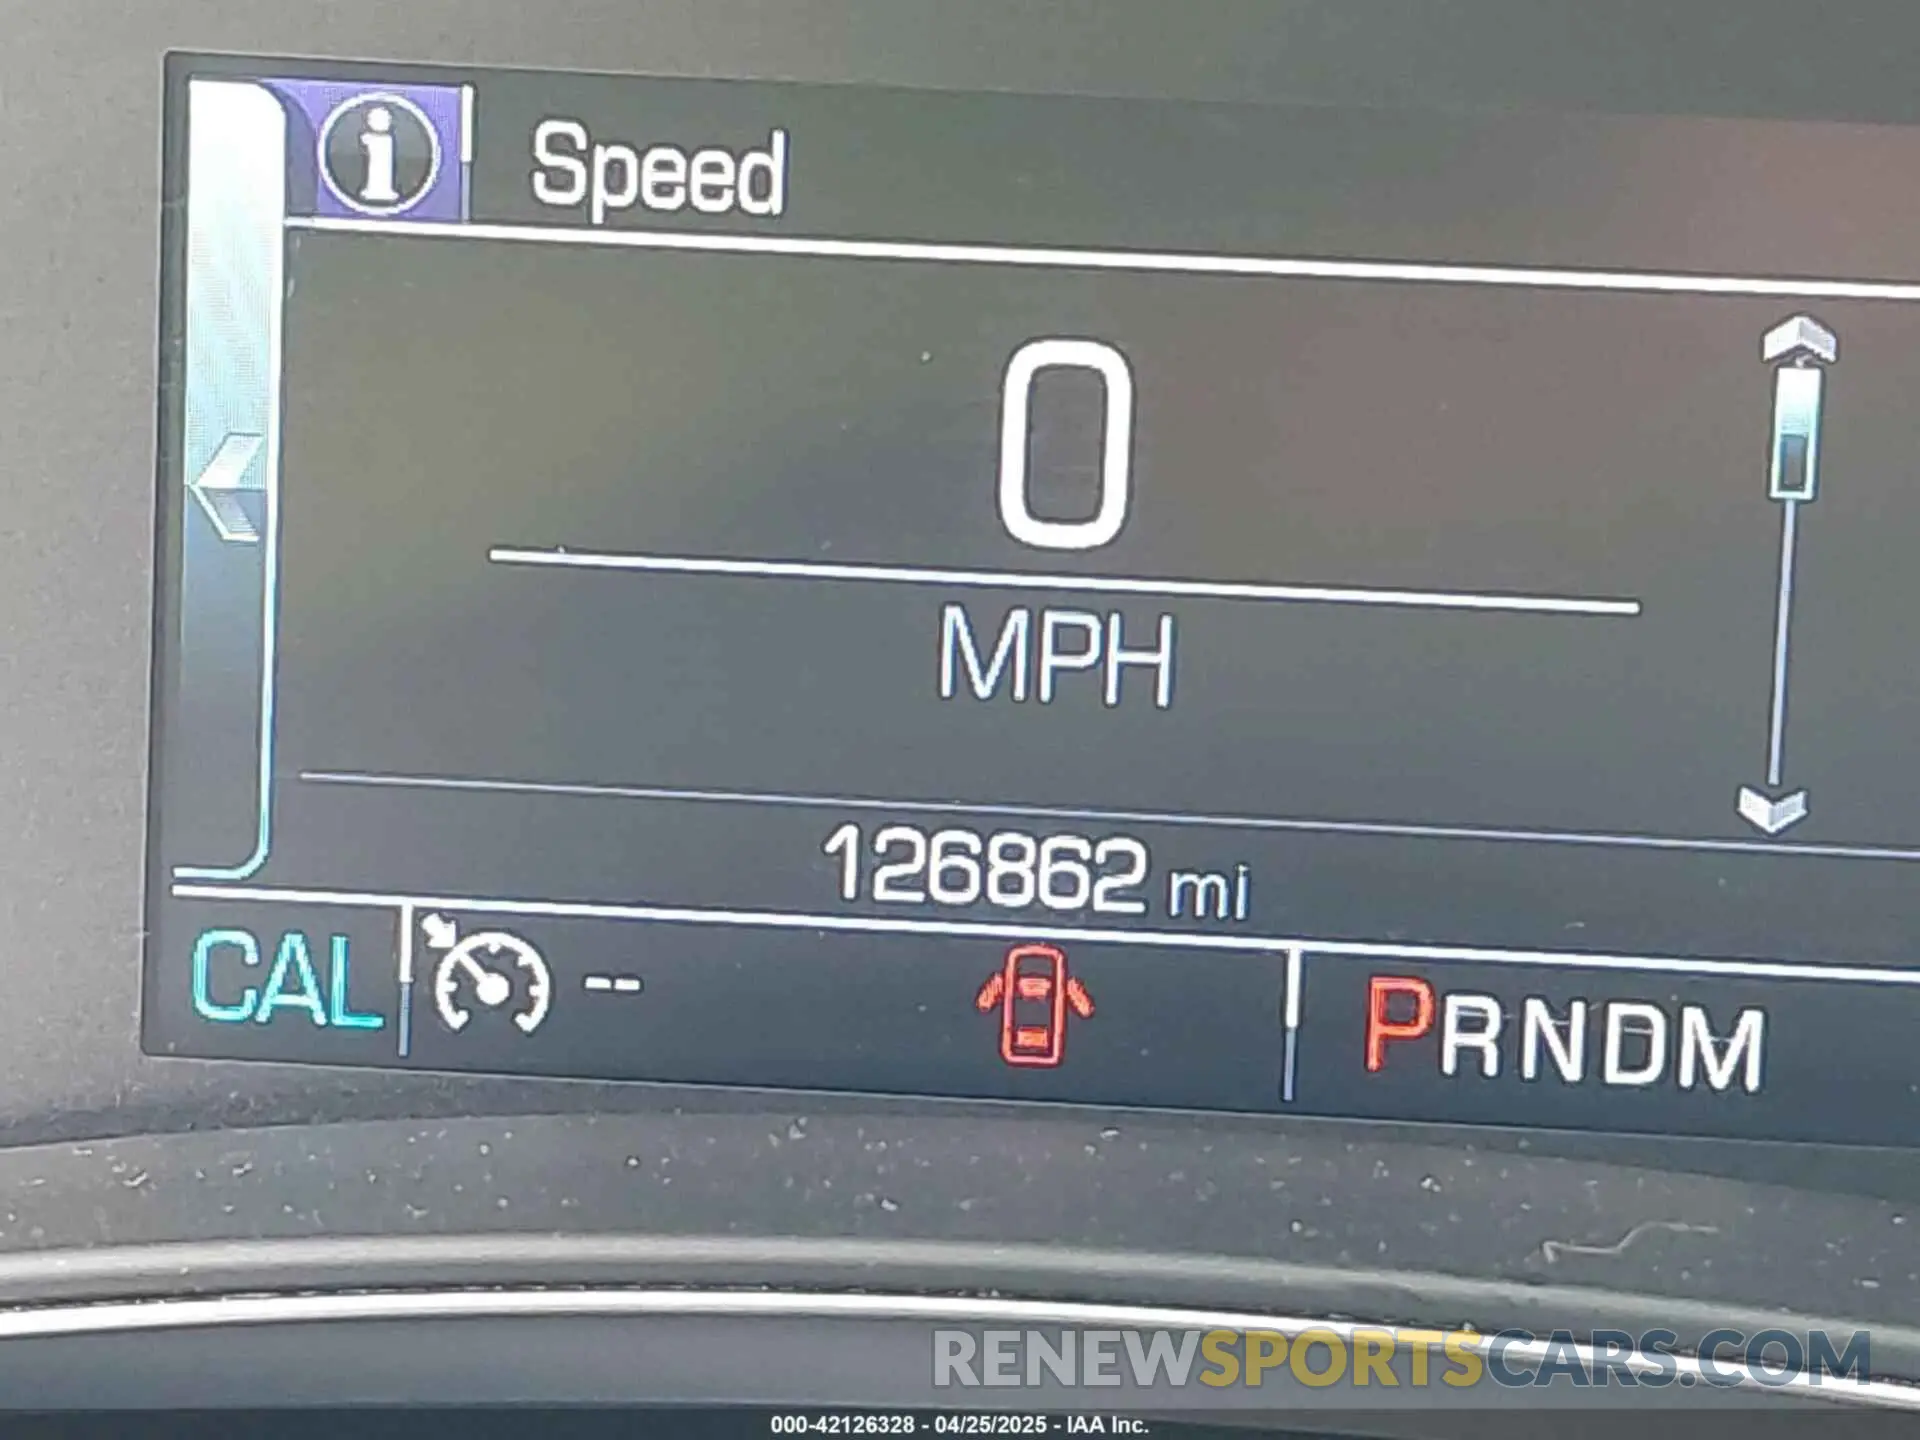 i Speed
0
MPH
126862 mi
CAL -- PRNDM
RENEWSPORTSCARS.COM
000-42126328 - 04/25/2025 - IAA Inc.